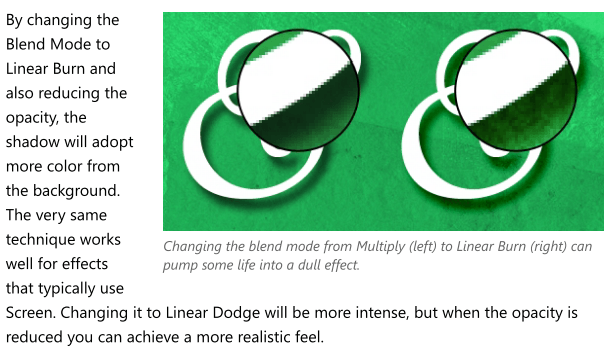 By changing the
Blend Mode to
Linear Burn and
also reducing the
opacity, the
shadow will adopt
more color from
the background.
The very same
technique works
well for effects
that typically use
Screen. Changing it to Linear Dodge will be more intense, but when the opacity is
reduced you can achieve a more realistic feel.
Changing the blend mode from Multiply (left) to Linear Burn (right) can
pump some life into a dull effect.